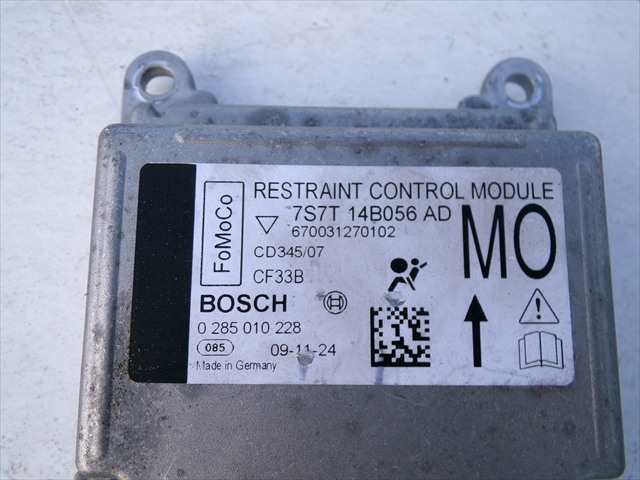 FoMoCo
RESTRAINT CONTROL MODULE
7S7T 14B056 AD
670031270102
CD345/07
CF33B
MO
BOSCH
0 285 010 228
085 09-11-24
Made in Germany